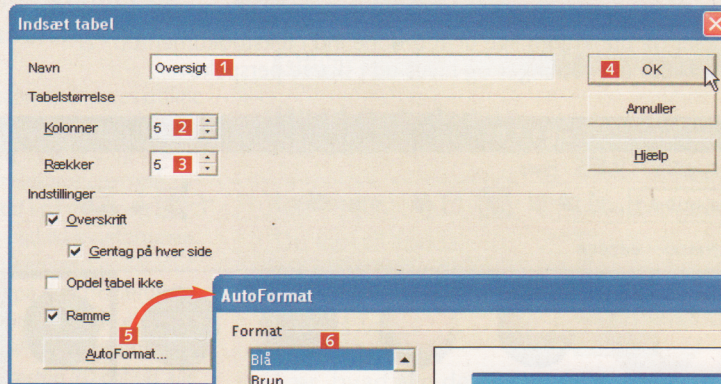 Indsæt tabel
Navn Oversigt 1
4 OK
Tabelstørrelse
Annuller
Kolonner 5 2
Rækker 5 3
Hjælp
Indstillinger
Overskrift
Gentag på hver side
Opdel tabel ikke
AutoFormat
Ramme
5
Format
6
AutoFormat...
Blå
Brun